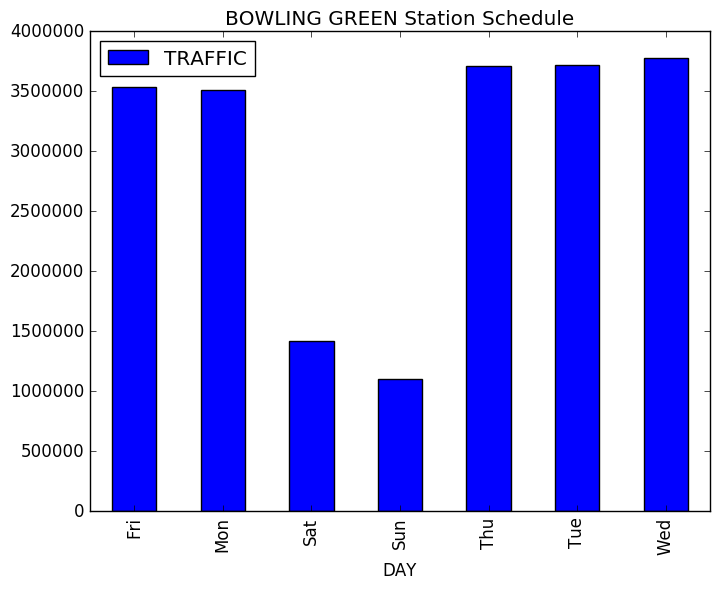 BOWLING GREEN Station Schedule
TRAFFIC
4000000
3500000
3000000
2500000
2000000
1500000
1000000
500000
0
Fri
Mon
Sat
Sun
Thu
Tue
Wed
DAY